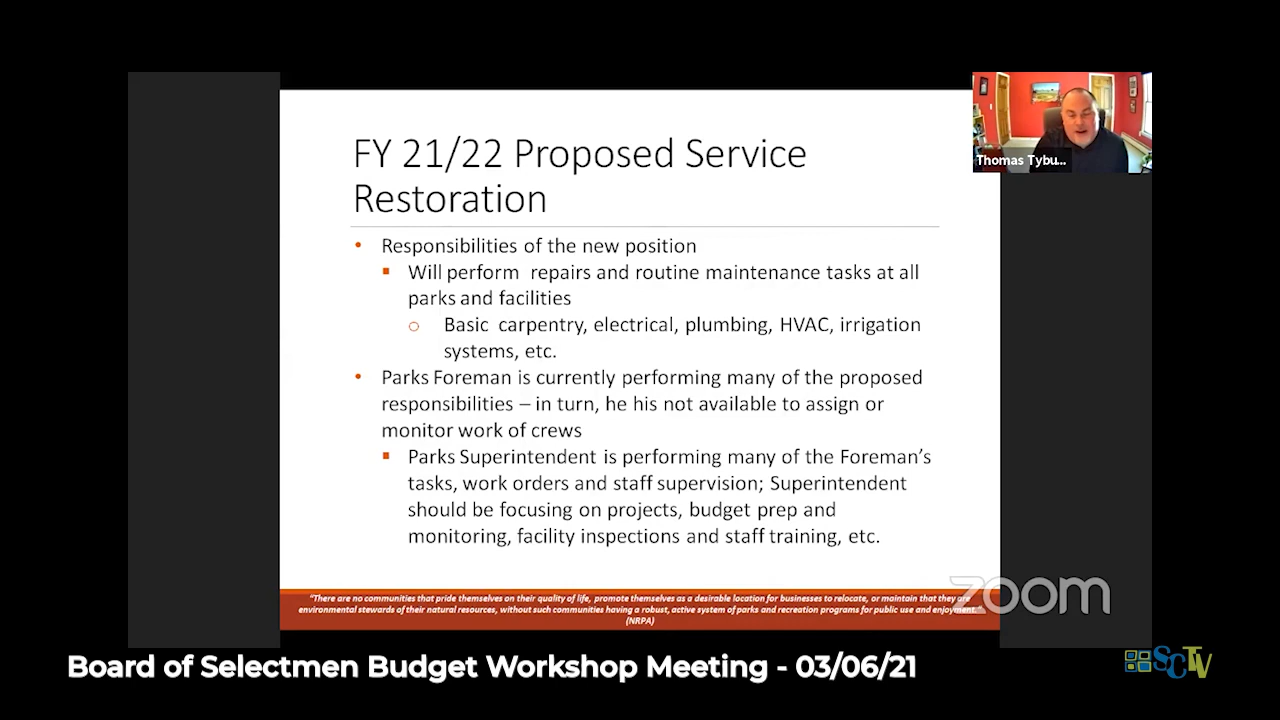 FY 21/22 Proposed Service
Restoration
Thomas Tybu...
• Responsibilities of the new position
▪ Will perform repairs and routine maintenance tasks at all
parks and facilities
o Basic carpentry, electrical, plumbing, HVAC, irrigation
systems, etc.
• Parks Foreman is currently performing many of the proposed
responsibilities – in turn, he his not available to assign or
monitor work of crews
▪ Parks Superintendent is performing many of the Foreman's
tasks, work orders and staff supervision; Superintendent
should be focusing on projects, budget prep and
monitoring, facility inspections and staff training, etc.
"There are no communities that pride themselves on their quality of life, promote themselves as a desirable location for businesses to relocate, or maintain that they are
environmental stewards of their natural resources, without such communities having a robust, active system of parks and recreation programs for public use and enjoyment."
(NRPA)
zoom
Board of Selectmen Budget Workshop Meeting - 03/06/21
SCTV